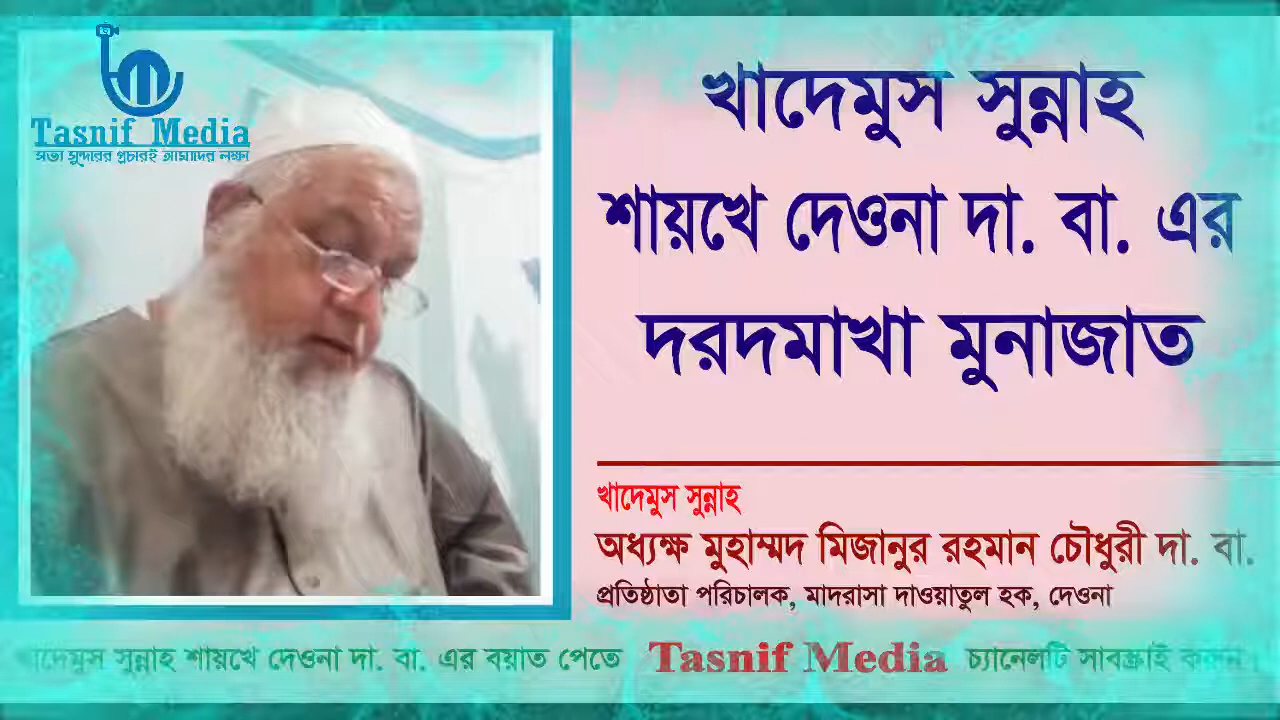 Tasnif Media
সত্য সুন্দরের প্রচারই আমাদের লক্ষ্য
খাদেমুস সুন্নাহ
শায়খে দেওনা দা. বা. এর
দরদমাখা মুনাজাত
খাদেমুস সুন্নাহ
অধ্যক্ষ মুহাম্মদ মিজানুর রহমান চৌধুরী দা. বা.
প্রতিষ্ঠাতা পরিচালক, মাদরাসা দাওয়াতুল হক, দেওনা
খাদেমুস সুন্নাহ শায়খে দেওনা দা. বা. এর বয়াত পেতে Tasnif Media চ্যানেলটি সাবস্ক্রাই করুন।